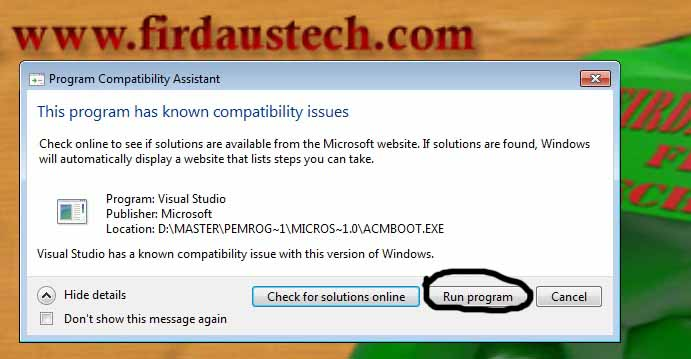 www.firdaustech.com
Program Compatibility Assistant
This program has known compatibility issues
Check online to see if solutions are available from the Microsoft website. If solutions are found, Windows
will automatically display a website that lists steps you can take.
Program: Visual Studio
Publisher: Microsoft
Location: D:\MASTER\PEMROG~1\MICROS~1.0\ACMBOOT.EXE
Visual Studio has a known compatibility issue with this version of Windows.
Hide details
Check for solutions online
Run program
Cancel
Don't show this message again